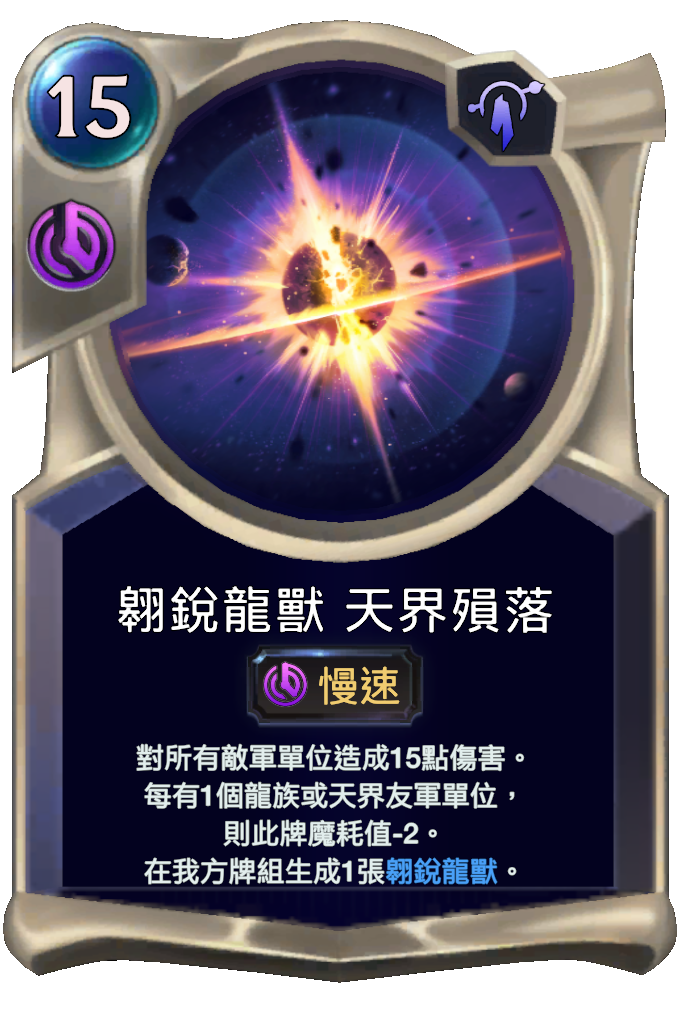 15
翱銳龍獸 天界殞落
慢速
對所有敵軍單位造成15點傷害。
每有1個龍族或天界友軍單位，
則此牌魔耗值-2。
在我方牌組生成1張翱銳龍獸。